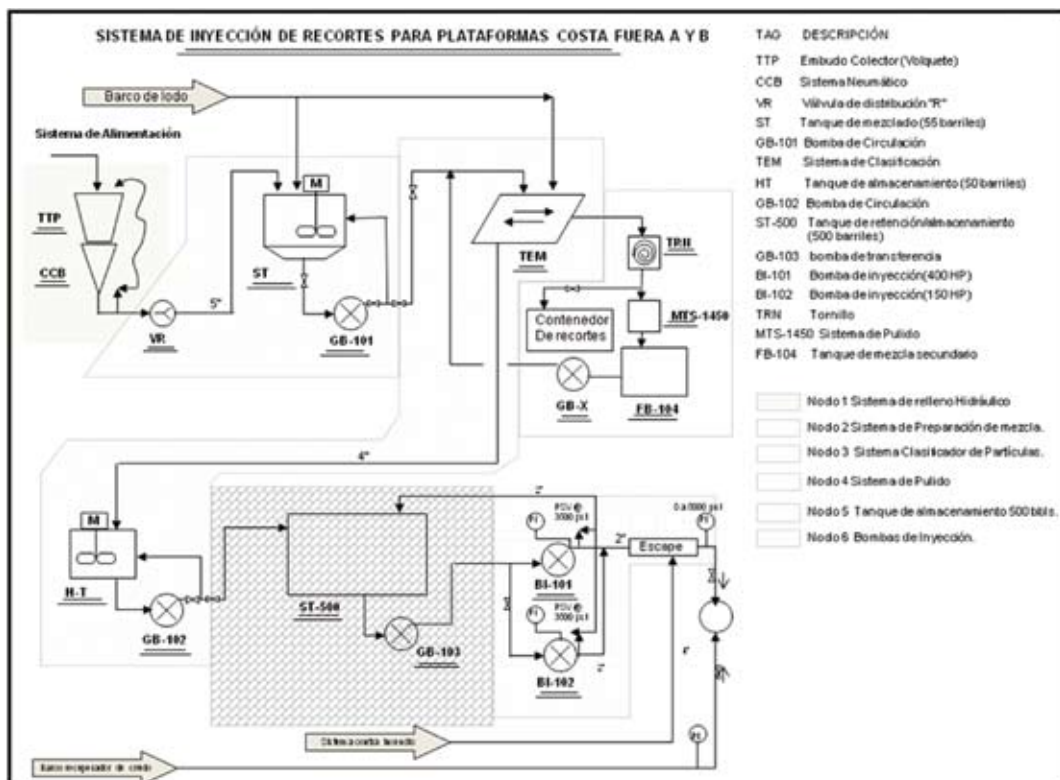 SISTEMA DE INYECCIÓN DE RECORTES PARA PLATAFORMAS COSTA FUERA A Y B
Barco de lodo
Sistema de Alimentación
TTP
CCB
VR
5"
M
ST
GB-101
TEM
TRN
Contenedor
De recortes
MTS-1450
GB-X
FB-104
4"
M
H-T
GB-102
ST-500
GB-103
2"
PSV @
3000 psi
PI
BI-101
2"
Escape
PI
PSV @
3000 psi
PI
BI-102
2"
PI
Sistema contra
Barco recuperador de
TAG DESCRIPCIÓN
TTP Embudo Colector (Volquete)
CCB Sistema Neumático
VR Válvula de distribución "R"
ST Tanque de mezclado (55 barriles)
GB-101 Bomba de Circulación
TEM Sistema de Clasificación
HT Tanque de almacenamiento (50 barriles)
GB-102 Bomba de Circulación
ST-500 Tanque de retención/almacenamiento
(500 barriles)
GB-103 bomba de transferencia
BI-101 Bomba de inyección (400 HP)
BI-102 Bomba de inyección (150 HP)
TRN Tornillo
MTS-1450 Sistema de Pulido
FB-104 Tanque de mezcla secundario
Nodo 1 Sistema de relleno Hidráulico
Nodo 2 Sistema de Preparación de mezcla.
Nodo 3 Sistema Clasificador de Partículas.
Nodo 4 Sistema de Pulido
Nodo 5 Tanque de almacenamiento 500 bbls.
Nodo 6 Bombas de Inyección.